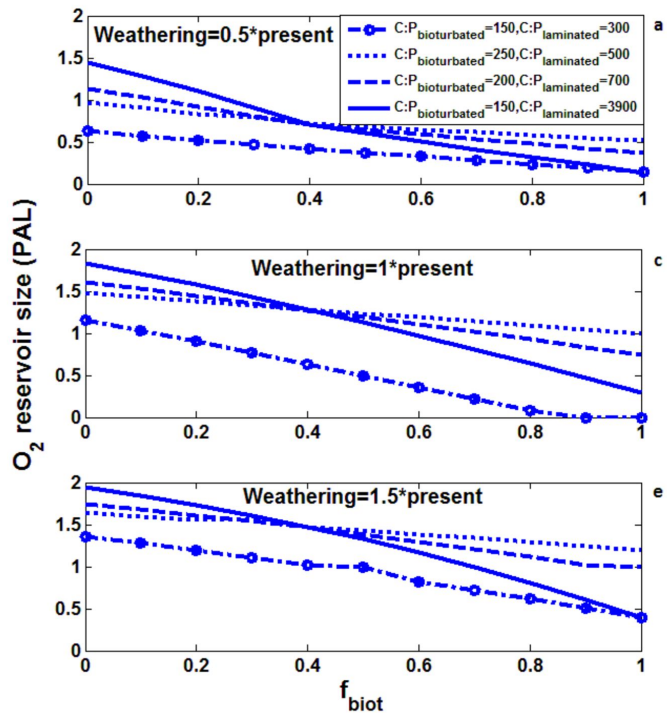 O2 reservoir size (PAL)
a
Weathering=0.5*present
C:Pbioturbated=150,C:Plaminated=300
C:Pbioturbated=250,C:Plaminated=500
C:Pbioturbated=200,C:Plaminated=700
C:Pbioturbated=150,C:Plaminated=3900
2
1.5
1
0.5
0
0 0.2 0.4 0.6 0.8 1
c
Weathering=1*present
2
1.5
1
0.5
0
0 0.2 0.4 0.6 0.8 1
e
Weathering=1.5*present
2
1.5
1
0.5
0
0 0.2 0.4 0.6 0.8 1
fbiot